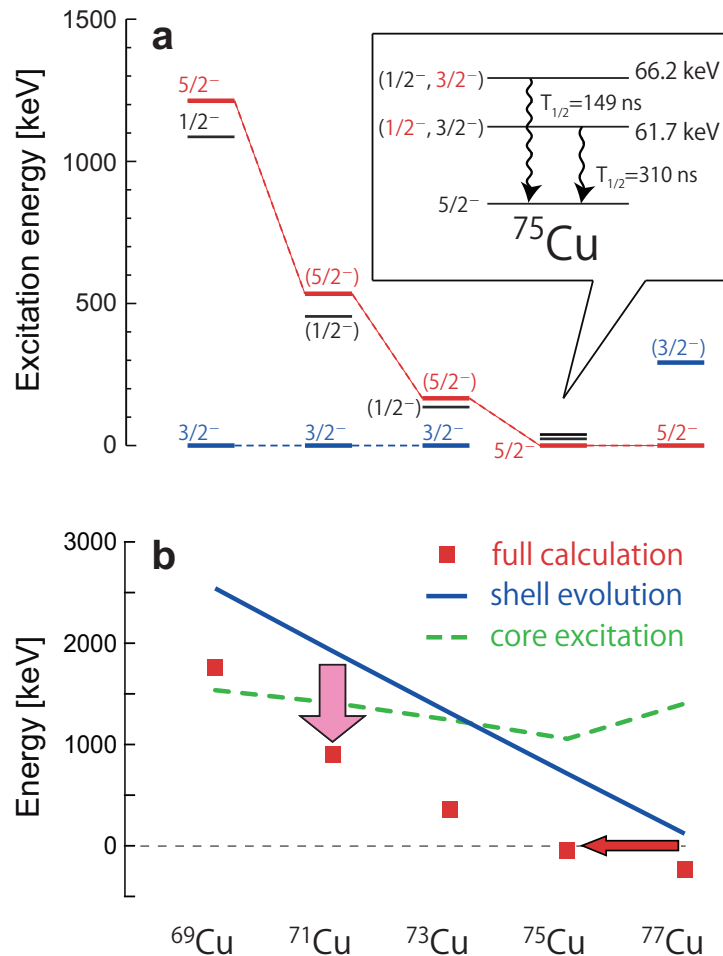 a
Excitation energy [keV]
1500
1000
500
0
5/2⁻
1/2⁻
3/2⁻
(5/2⁻)
(1/2⁻)
3/2⁻
(5/2⁻)
(1/2⁻)
3/2⁻
5/2⁻
(3/2⁻)
5/2⁻
(1/2⁻, 3/2⁻) 66.2 keV
T₁/₂=149 ns
(1/2⁻, 3/2⁻) 61.7 keV
T₁/₂=310 ns
5/2⁻
⁷⁵Cu
b
Energy [keV]
3000
2000
1000
0
full calculation
shell evolution
core excitation
⁶⁹Cu ⁷¹Cu ⁷³Cu ⁷⁵Cu ⁷⁷Cu